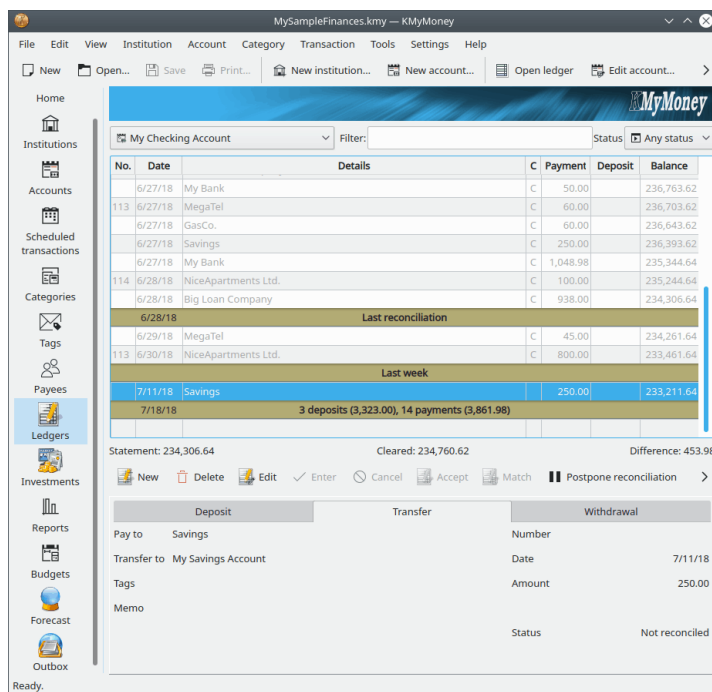 MySampleFinances.kmy — KMyMoney
File Edit View Institution Account Category Transaction Tools Settings Help
New Open... Save Print... New institution... New account... Open ledger Edit account...
Home
KMyMoney
Institutions
My Checking Account Filter: Status Any status
No. Date Details C Payment Deposit Balance
6/27/18 My Bank C 50.00 236,763.62
113 6/27/18 MegaTel C 60.00 236,703.62
6/27/18 GasCo. C 60.00 236,643.62
6/27/18 Savings C 250.00 236,393.62
6/27/18 My Bank C 1,048.98 235,344.64
114 6/28/18 NiceApartments Ltd. C 100.00 235,244.64
6/28/18 Big Loan Company C 938.00 234,306.64
6/28/18 Last reconciliation
6/29/18 MegaTel C 45.00 234,261.64
113 6/30/18 NiceApartments Ltd. C 800.00 233,461.64
Last week
7/11/18 Savings 250.00 233,211.64
7/18/18 3 deposits (3,323.00), 14 payments (3,861.98)
Statement: 234,306.64 Cleared: 234,760.62 Difference: 453.98
New Delete Edit Enter Cancel Accept Match Postpone reconciliation
Deposit Transfer Withdrawal
Pay to Savings Number
Transfer to My Savings Account Date 7/11/18
Tags Amount 250.00
Memo
Status Not reconciled
Accounts
Scheduled
transactions
Categories
Tags
Payees
Ledgers
Investments
Reports
Budgets
Forecast
Outbox
Ready.